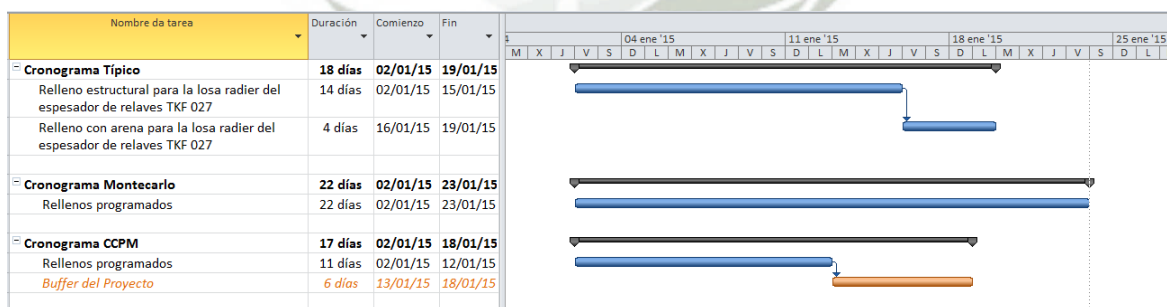 Nombre da tarea Duración Comienzo Fin
04 ene '15 11 ene '15 18 ene '15 25 ene '15
M X J V S D L M X J V S D L M X J V S D L M X J V S D L
Cronograma Típico 18 días 02/01/15 19/01/15
Relleno estructural para la losa radier del 14 días 02/01/15 15/01/15
espesador de relaves TKF 027
Relleno con arena para la losa radier del 4 días 16/01/15 19/01/15
espesador de relaves TKF 027
Cronograma Montecarlo 22 días 02/01/15 23/01/15
Rellenos programados 22 días 02/01/15 23/01/15
Cronograma CCPM 17 días 02/01/15 18/01/15
Rellenos programados 11 días 02/01/15 12/01/15
Buffer del Proyecto 6 días 13/01/15 18/01/15